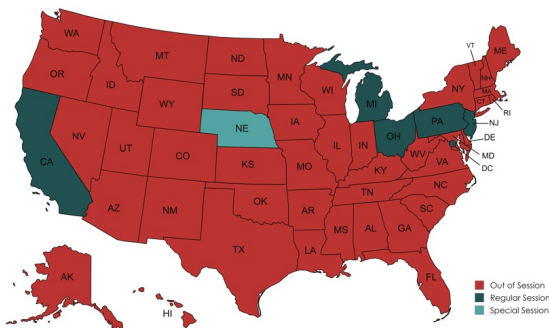 WA
MT
ND
MN
VT
ME
OR
ID
SD
WI
MI
NY
NH
MA
CT
RI
WY
NE
IA
PA
NJ
NV
UT
CO
IL
IN
OH
DE
MD
DC
CA
KS
MO
KY
WV
VA
AZ
NM
OK
AR
TN
NC
SC
TX
LA
MS
AL
GA
FL
AK
HI
Out of Session
Regular Session
Special Session